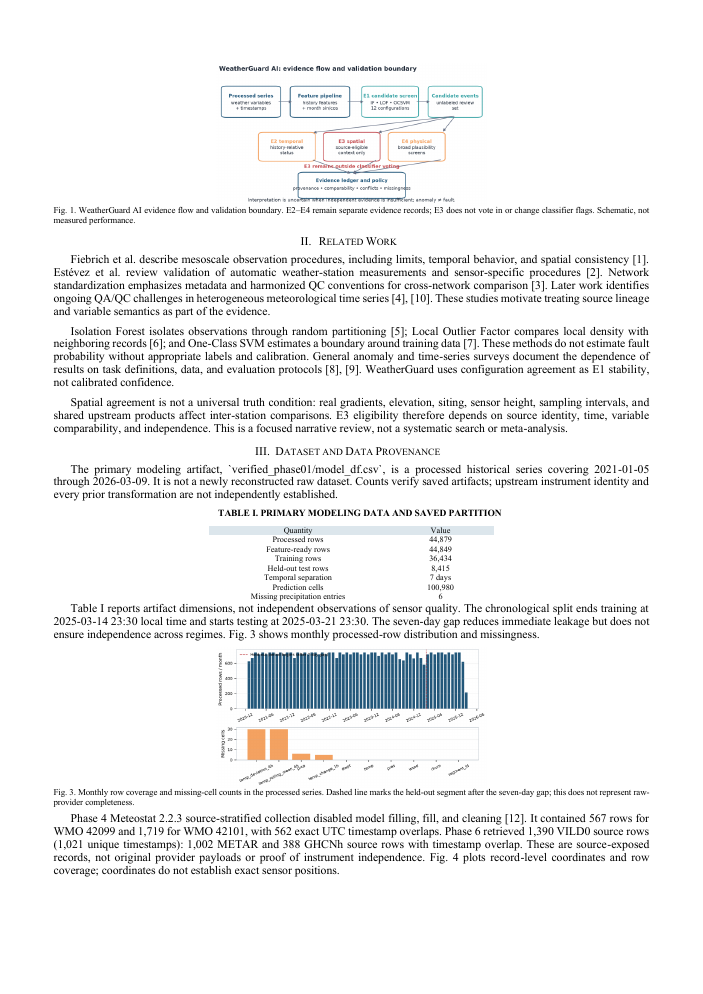 WeatherGuard AI: evidence flow and validation boundary
Processed series
weather variables
+ timestamps
Feature pipeline
history features
+ month sin/cos
E1 candidate screen
IF • LOF • OCSVM
12 configurations
Candidate events
unlabeled review
set
E2 temporal
history-relative
status
E3 spatial
source-eligible
context only
E4 physical
broad plausibility
screens
E3 remains outside classifier voting
Evidence ledger and policy
provenance • comparability • conflicts • missingness
Interpretation is uncertain when independent evidence is insufficient; anomaly ≠ fault.
Fig. 1. WeatherGuard AI evidence flow and validation boundary. E2–E4 remain separate evidence records; E3 does not vote in or change classifier flags. Schematic, not
measured performance.
II. RELATED WORK
Fiebrich et al. describe mesoscale observation procedures, including limits, temporal behavior, and spatial consistency [1].
Estévez et al. review validation of automatic weather-station measurements and sensor-specific procedures [2]. Network
standardization emphasizes metadata and harmonized QC conventions for cross-network comparison [3]. Later work identifies
ongoing QA/QC challenges in heterogeneous meteorological time series [4], [10]. These studies motivate treating source lineage
and variable semantics as part of the evidence.
Isolation Forest isolates observations through random partitioning [5]; Local Outlier Factor compares local density with
neighboring records [6]; and One-Class SVM estimates a boundary around training data [7]. These methods do not estimate fault
probability without appropriate labels and calibration. General anomaly and time-series surveys document the dependence of
results on task definitions, data, and evaluation protocols [8], [9]. WeatherGuard uses configuration agreement as E1 stability,
not calibrated confidence.
Spatial agreement is not a universal truth condition: real gradients, elevation, siting, sensor height, sampling intervals, and
shared upstream products affect inter-station comparisons. E3 eligibility therefore depends on source identity, time, variable
comparability, and independence. This is a focused narrative review, not a systematic search or meta-analysis.
III. DATASET AND DATA PROVENANCE
The primary modeling artifact, `verified_phase01/model_df.csv`, is a processed historical series covering 2021-01-05
through 2026-03-09. It is not a newly reconstructed raw dataset. Counts verify saved artifacts; upstream instrument identity and
every prior transformation are not independently established.
TABLE I. PRIMARY MODELING DATA AND SAVED PARTITION
Quantity Value
Processed rows 44,879
Feature-ready rows 44,849
Training rows 36,434
Held-out test rows 8,415
Temporal separation 7 days
Prediction cells 100,980
Missing precipitation entries 6
Table I reports artifact dimensions, not independent observations of sensor quality. The chronological split ends training at
2025-03-14 23:30 local time and starts testing at 2025-03-21 23:30. The seven-day gap reduces immediate leakage but does not
ensure independence across regimes. Fig. 3 shows monthly processed-row distribution and missingness.
Processed rows / month
600
400
200
0
Missing cells
30
20
10
0
Fig. 3. Monthly row coverage and missing-cell counts in the processed series. Dashed line marks the held-out segment after the seven-day gap; this does not represent raw-
provider completeness.
Phase 4 Meteostat 2.2.3 source-stratified collection disabled model filling, fill, and cleaning [12]. It contained 567 rows for
WMO 42099 and 1,719 for WMO 42101, with 562 exact UTC timestamp overlaps. Phase 6 retrieved 1,390 VILD0 source rows
(1,021 unique timestamps): 1,002 METAR and 388 GHCNh source rows with timestamp overlap. These are source-exposed
records, not original provider payloads or proof of instrument independence. Fig. 4 plots record-level coordinates and row
coverage; coordinates do not establish exact sensor positions.